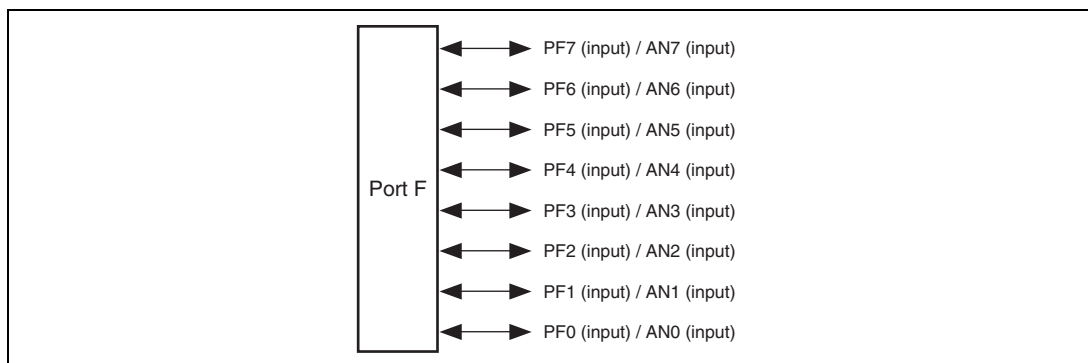 PF7 (input) / AN7 (input)
PF6 (input) / AN6 (input)
PF5 (input) / AN5 (input)
PF4 (input) / AN4 (input)
Port F
PF3 (input) / AN3 (input)
PF2 (input) / AN2 (input)
PF1 (input) / AN1 (input)
PF0 (input) / AN0 (input)